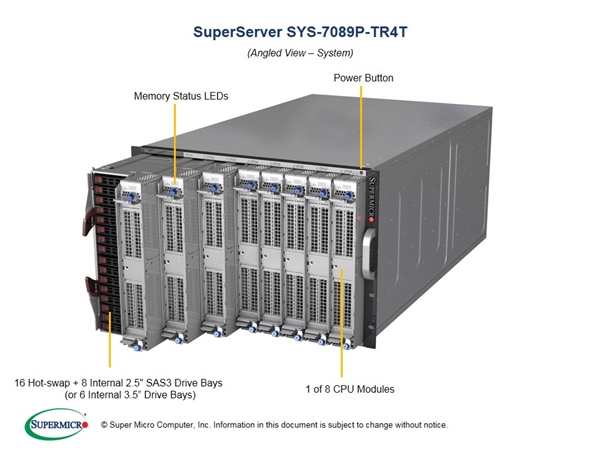 SuperServer SYS-7089P-TR4T
(Angled View – System)
Power Button
Memory Status LEDs
SUPERMICRO
16 Hot-swap + 8 Internal 2.5" SAS3 Drive Bays
(or 6 Internal 3.5" Drive Bays)
1 of 8 CPU Modules
SUPERMICRO
© Super Micro Computer, Inc. Information in this document is subject to change without notice.